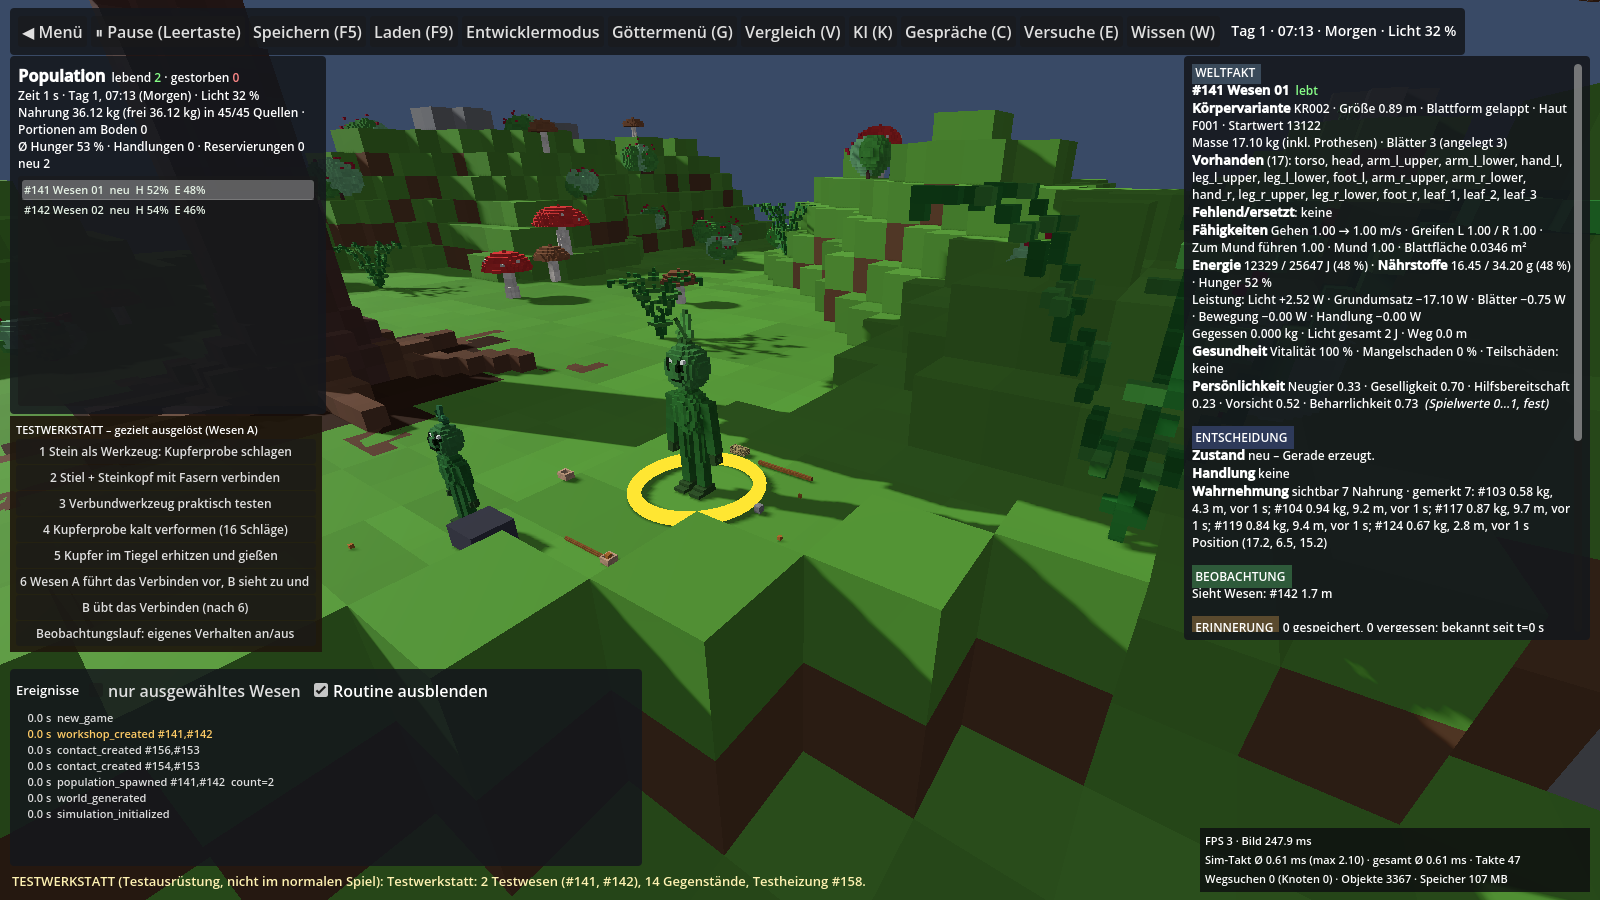 ◀ Menü ⏸ Pause (Leertaste) Speichern (F5) Laden (F9) Entwicklermodus Göttermenü (G) Vergleich (V) KI (K) Gespräche (C) Versuche (E) Wissen (W) Tag 1 · 07:13 · Morgen · Licht 32 %
Population lebend 2 · gestorben 0
Zeit 1 s · Tag 1, 07:13 (Morgen) · Licht 32 %
Nahrung 36.12 kg (frei 36.12 kg) in 45/45 Quellen ·
Portionen am Boden 0
Ø Hunger 53 % · Handlungen 0 · Reservierungen 0
neu 2
#141 Wesen 01 neu H 52% E 48%
#142 Wesen 02 neu H 54% E 46%
TESTWERKSTATT – gezielt ausgelöst (Wesen A)
1 Stein als Werkzeug: Kupferprobe schlagen
2 Stiel + Steinkopf mit Fasern verbinden
3 Verbundwerkzeug praktisch testen
4 Kupferprobe kalt verformen (16 Schläge)
5 Kupfer im Tiegel erhitzen und gießen
6 Wesen A führt das Verbinden vor, B sieht zu und
B übt das Verbinden (nach 6)
Beobachtungslauf: eigenes Verhalten an/aus
Ereignisse nur ausgewähltes Wesen Routine ausblenden
0.0 s new_game
0.0 s workshop_created #141,#142
0.0 s contact_created #156,#153
0.0 s contact_created #154,#153
0.0 s population_spawned #141,#142 count=2
0.0 s world_generated
0.0 s simulation_initialized
TESTWERKSTATT (Testausrüstung, nicht im normalen Spiel): Testwerkstatt: 2 Testwesen (#141, #142), 14 Gegenstände, Testheizung #158.
WELTFAKT
#141 Wesen 01 lebt
Körpervariante KR002 · Größe 0.89 m · Blattform gelappt · Haut
F001 · Startwert 13122
Masse 17.10 kg (inkl. Prothesen) · Blätter 3 (angelegt 3)
Vorhanden (17): torso, head, arm_l_upper, arm_l_lower, hand_l,
leg_l_upper, leg_l_lower, foot_l, arm_r_upper, arm_r_lower,
hand_r, leg_r_upper, leg_r_lower, foot_r, leaf_1, leaf_2, leaf_3
Fehlend/ersetzt: keine
Fähigkeiten Gehen 1.00 → 1.00 m/s · Greifen L 1.00 / R 1.00 ·
Zum Mund führen 1.00 · Mund 1.00 · Blattfläche 0.0346 m²
Energie 12329 / 25647 J (48 %) · Nährstoffe 16.45 / 34.20 g (48 %)
· Hunger 52 %
Leistung: Licht +2.52 W · Grundumsatz −17.10 W · Blätter −0.75 W
· Bewegung −0.00 W · Handlung −0.00 W
Gegessen 0.000 kg · Licht gesamt 2 J · Weg 0.0 m
Gesundheit Vitalität 100 % · Mangelschaden 0 % · Teilschäden:
keine
Persönlichkeit Neugier 0.33 · Geselligkeit 0.70 · Hilfsbereitschaft
0.23 · Vorsicht 0.52 · Beharrlichkeit 0.73 (Spielwerte 0…1, fest)
ENTSCHEIDUNG
Zustand neu – Gerade erzeugt.
Handlung keine
Wahrnehmung sichtbar 7 Nahrung · gemerkt 7: #103 0.58 kg,
4.3 m, vor 1 s; #104 0.94 kg, 9.2 m, vor 1 s; #117 0.87 kg, 9.7 m, vor
1 s; #119 0.84 kg, 9.4 m, vor 1 s; #124 0.67 kg, 2.8 m, vor 1 s
Position (17.2, 6.5, 15.2)
BEOBACHTUNG
Sieht Wesen: #142 1.7 m
ERINNERUNG 0 gespeichert, 0 vergessen; bekannt seit t=0 s
FPS 3 · Bild 247.9 ms
Sim-Takt Ø 0.61 ms (max 2.10) · gesamt Ø 0.61 ms · Takte 47
Wegsuchen 0 (Knoten 0) · Objekte 3367 · Speicher 107 MB